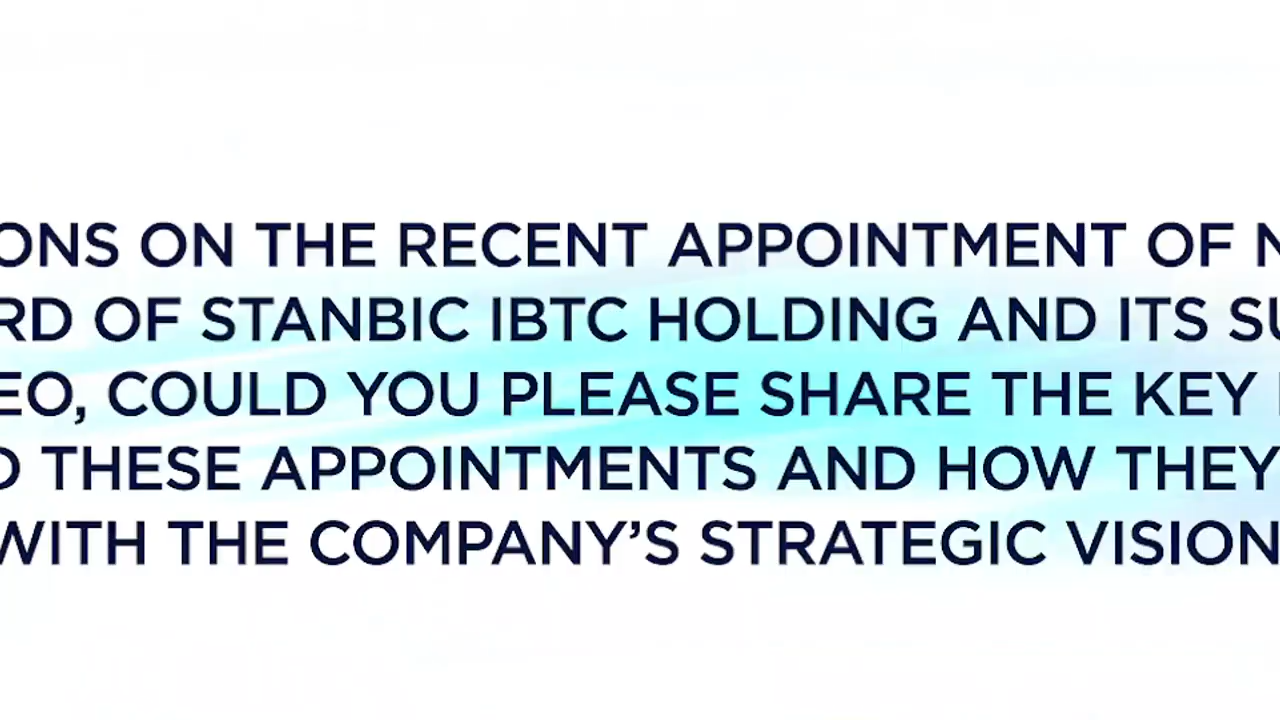 ONS ON THE RECENT APPOINTMENT OF
RD OF STANBIC IBTC HOLDING AND ITS SU
EO, COULD YOU PLEASE SHARE THE KEY
THESE APPOINTMENTS AND HOW THEY
WITH THE COMPANY’S STRATEGIC VISION